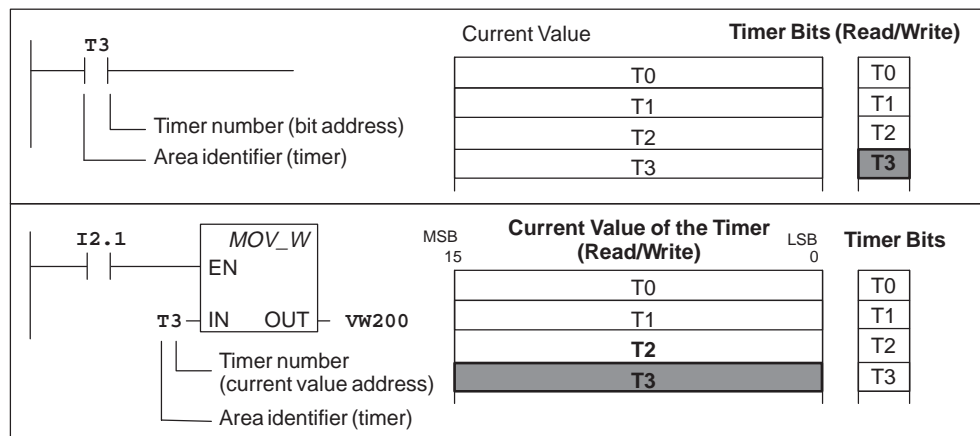 T3
Timer number (bit address)
Area identifier (timer)
Current Value
Timer Bits (Read/Write)
T0
T1
T2
T3
T0
T1
T2
T3
I2.1
MOV_W
EN
T3
IN
OUT
VW200
Timer number
(current value address)
Area identifier (timer)
MSB
15
Current Value of the Timer
(Read/Write)
LSB
0
Timer Bits
T0
T1
T2
T3
T0
T1
T2
T3